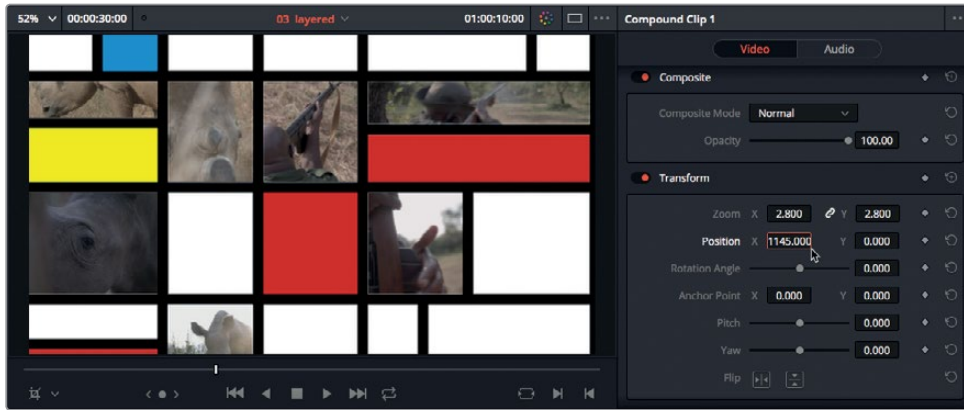 52% 00:00:30:00 03 layered 01:00:10:00 Compound Clip 1
Video Audio
Composite
Composite Mode Normal
Opacity 100.00
Transform
Zoom X 2.800 Y 2.800
Position X 1145.000 Y 0.000
Rotation Angle 0.000
Anchor Point X 0.000 Y 0.000
Pitch 0.000
Yaw 0.000
Flip